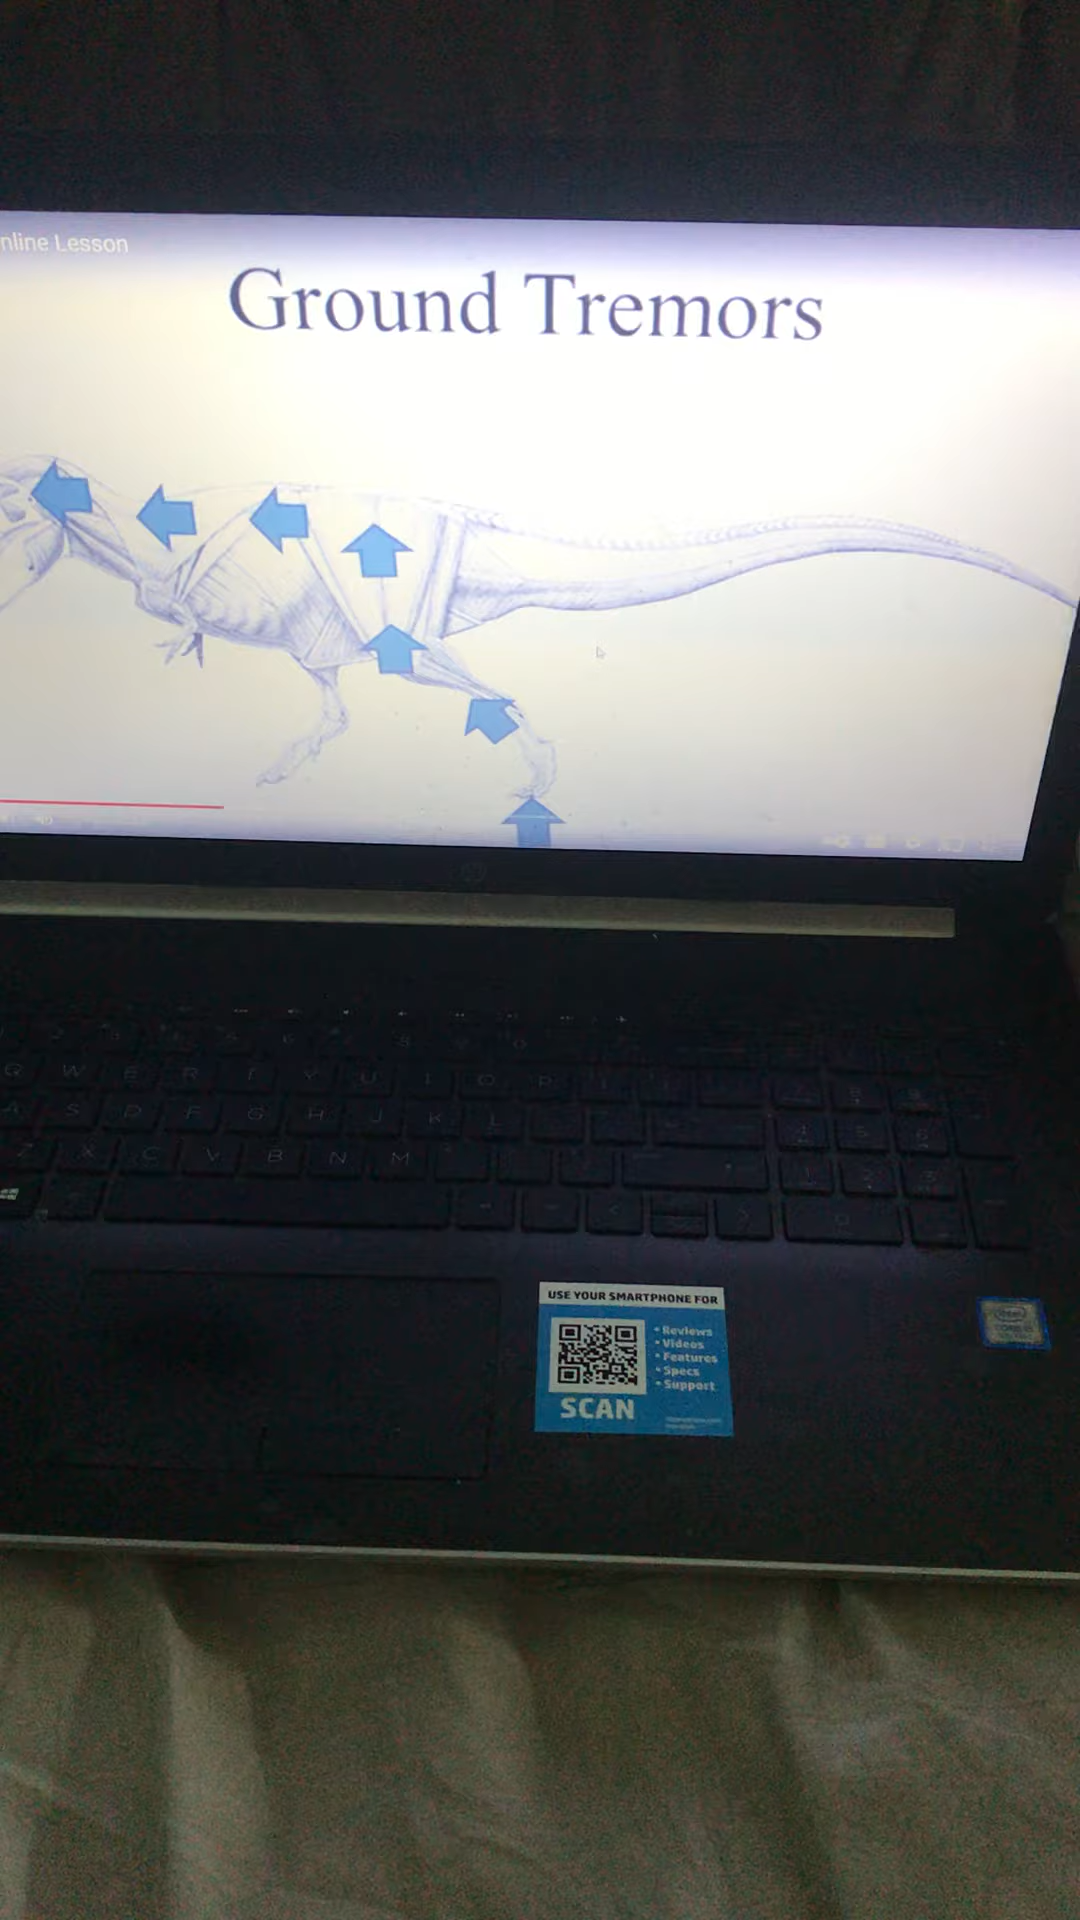 nline Lesson
Ground Tremors
Q W E R T Y U I O P
A S D F G H J K L
Z X C V B N M
USE YOUR SMARTPHONE FOR
• Reviews
• Videos
• Features
• Specs
• Support
SCAN